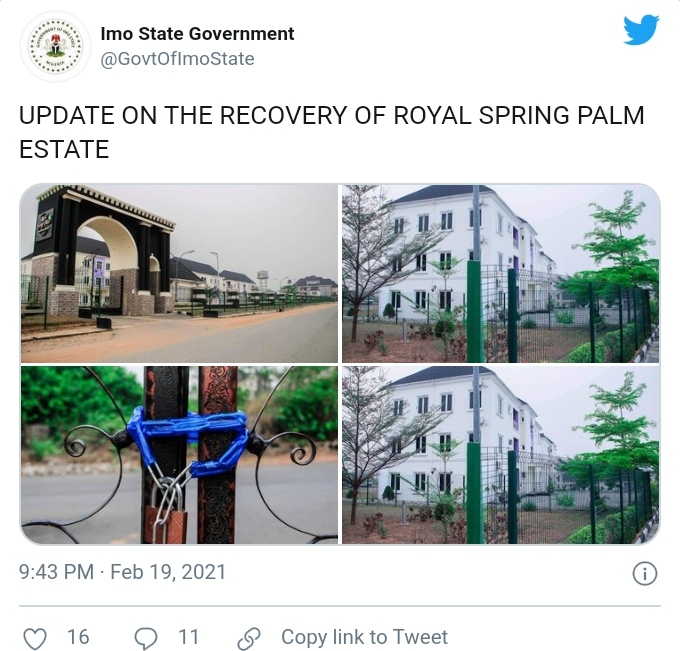 Imo State Government
@GovtOfImoState
UPDATE ON THE RECOVERY OF ROYAL SPRING PALM
ESTATE
9:43 PM · Feb 19, 2021
16
11
Copy link to Tweet